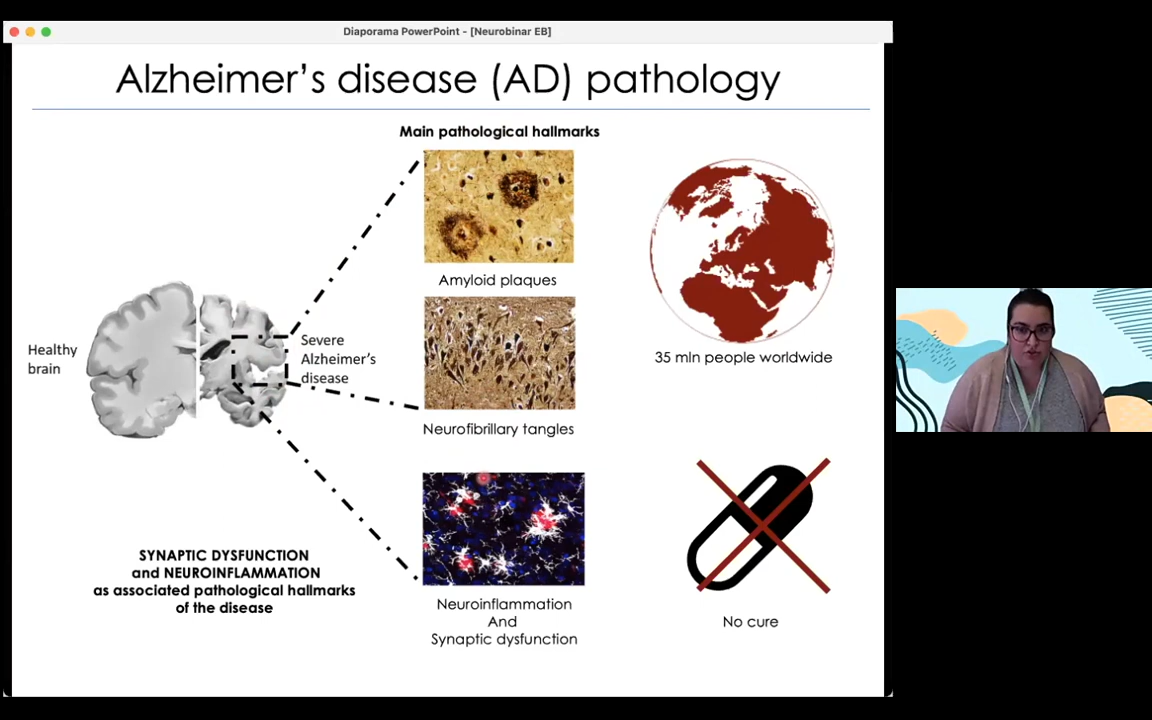 Diaporama PowerPoint - [Neurobinar EB]
Alzheimer’s disease (AD) pathology
Main pathological hallmarks
Amyloid plaques
Healthy
brain
Severe
Alzheimer’s
disease
Neurofibrillary tangles
35 mln people worldwide
SYNAPTIC DYSFUNCTION
and NEUROINFLAMMATION
as associated pathological hallmarks
of the disease
Neuroinflammation
And
Synaptic dysfunction
No cure